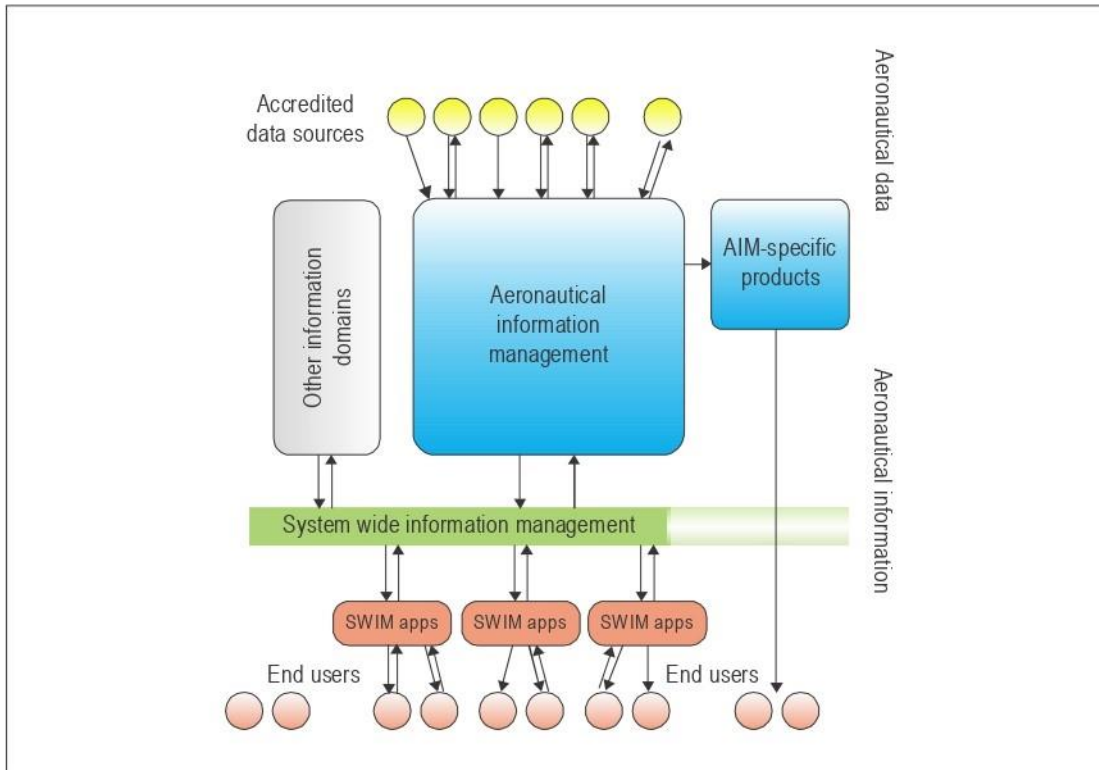 Accredited
data sources
Aeronautical data
Other information
domains
Aeronautical
information
management
AIM-specific
products
Aeronautical information
System wide information management
SWIM apps
SWIM apps
SWIM apps
End users
End users